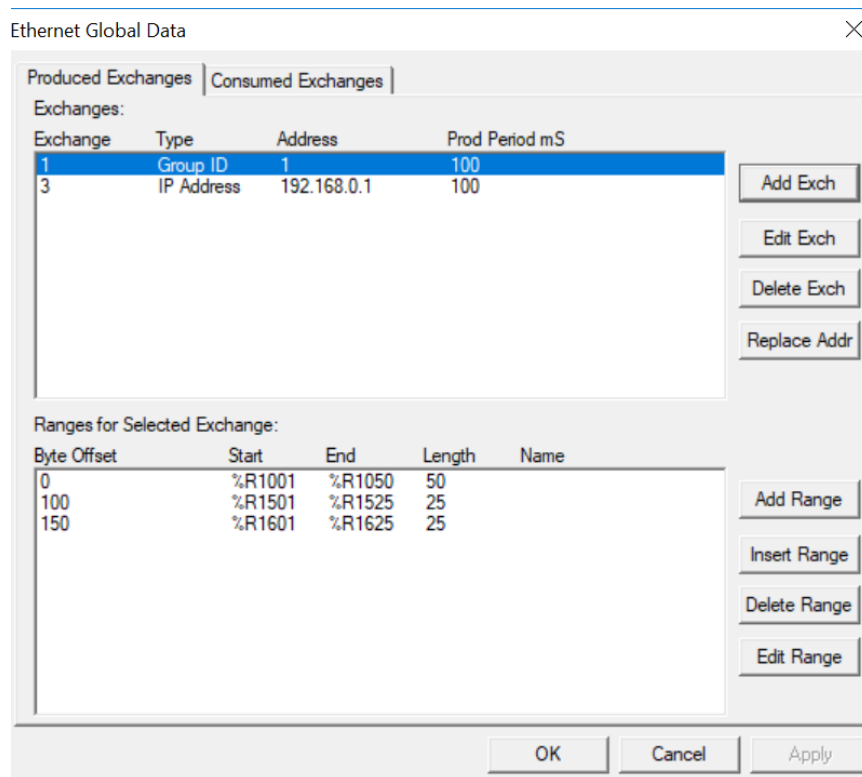 Ethernet Global Data
Produced Exchanges Consumed Exchanges
Exchanges:
Exchange Type Address Prod Period mS
1 Group ID 1 100
3 IP Address 192.168.0.1 100
Add Exch
Edit Exch
Delete Exch
Replace Addr
Ranges for Selected Exchange:
Byte Offset Start End Length Name
0 %R1001 %R1050 50
100 %R1501 %R1525 25
150 %R1601 %R1625 25
Add Range
Insert Range
Delete Range
Edit Range
OK Cancel Apply